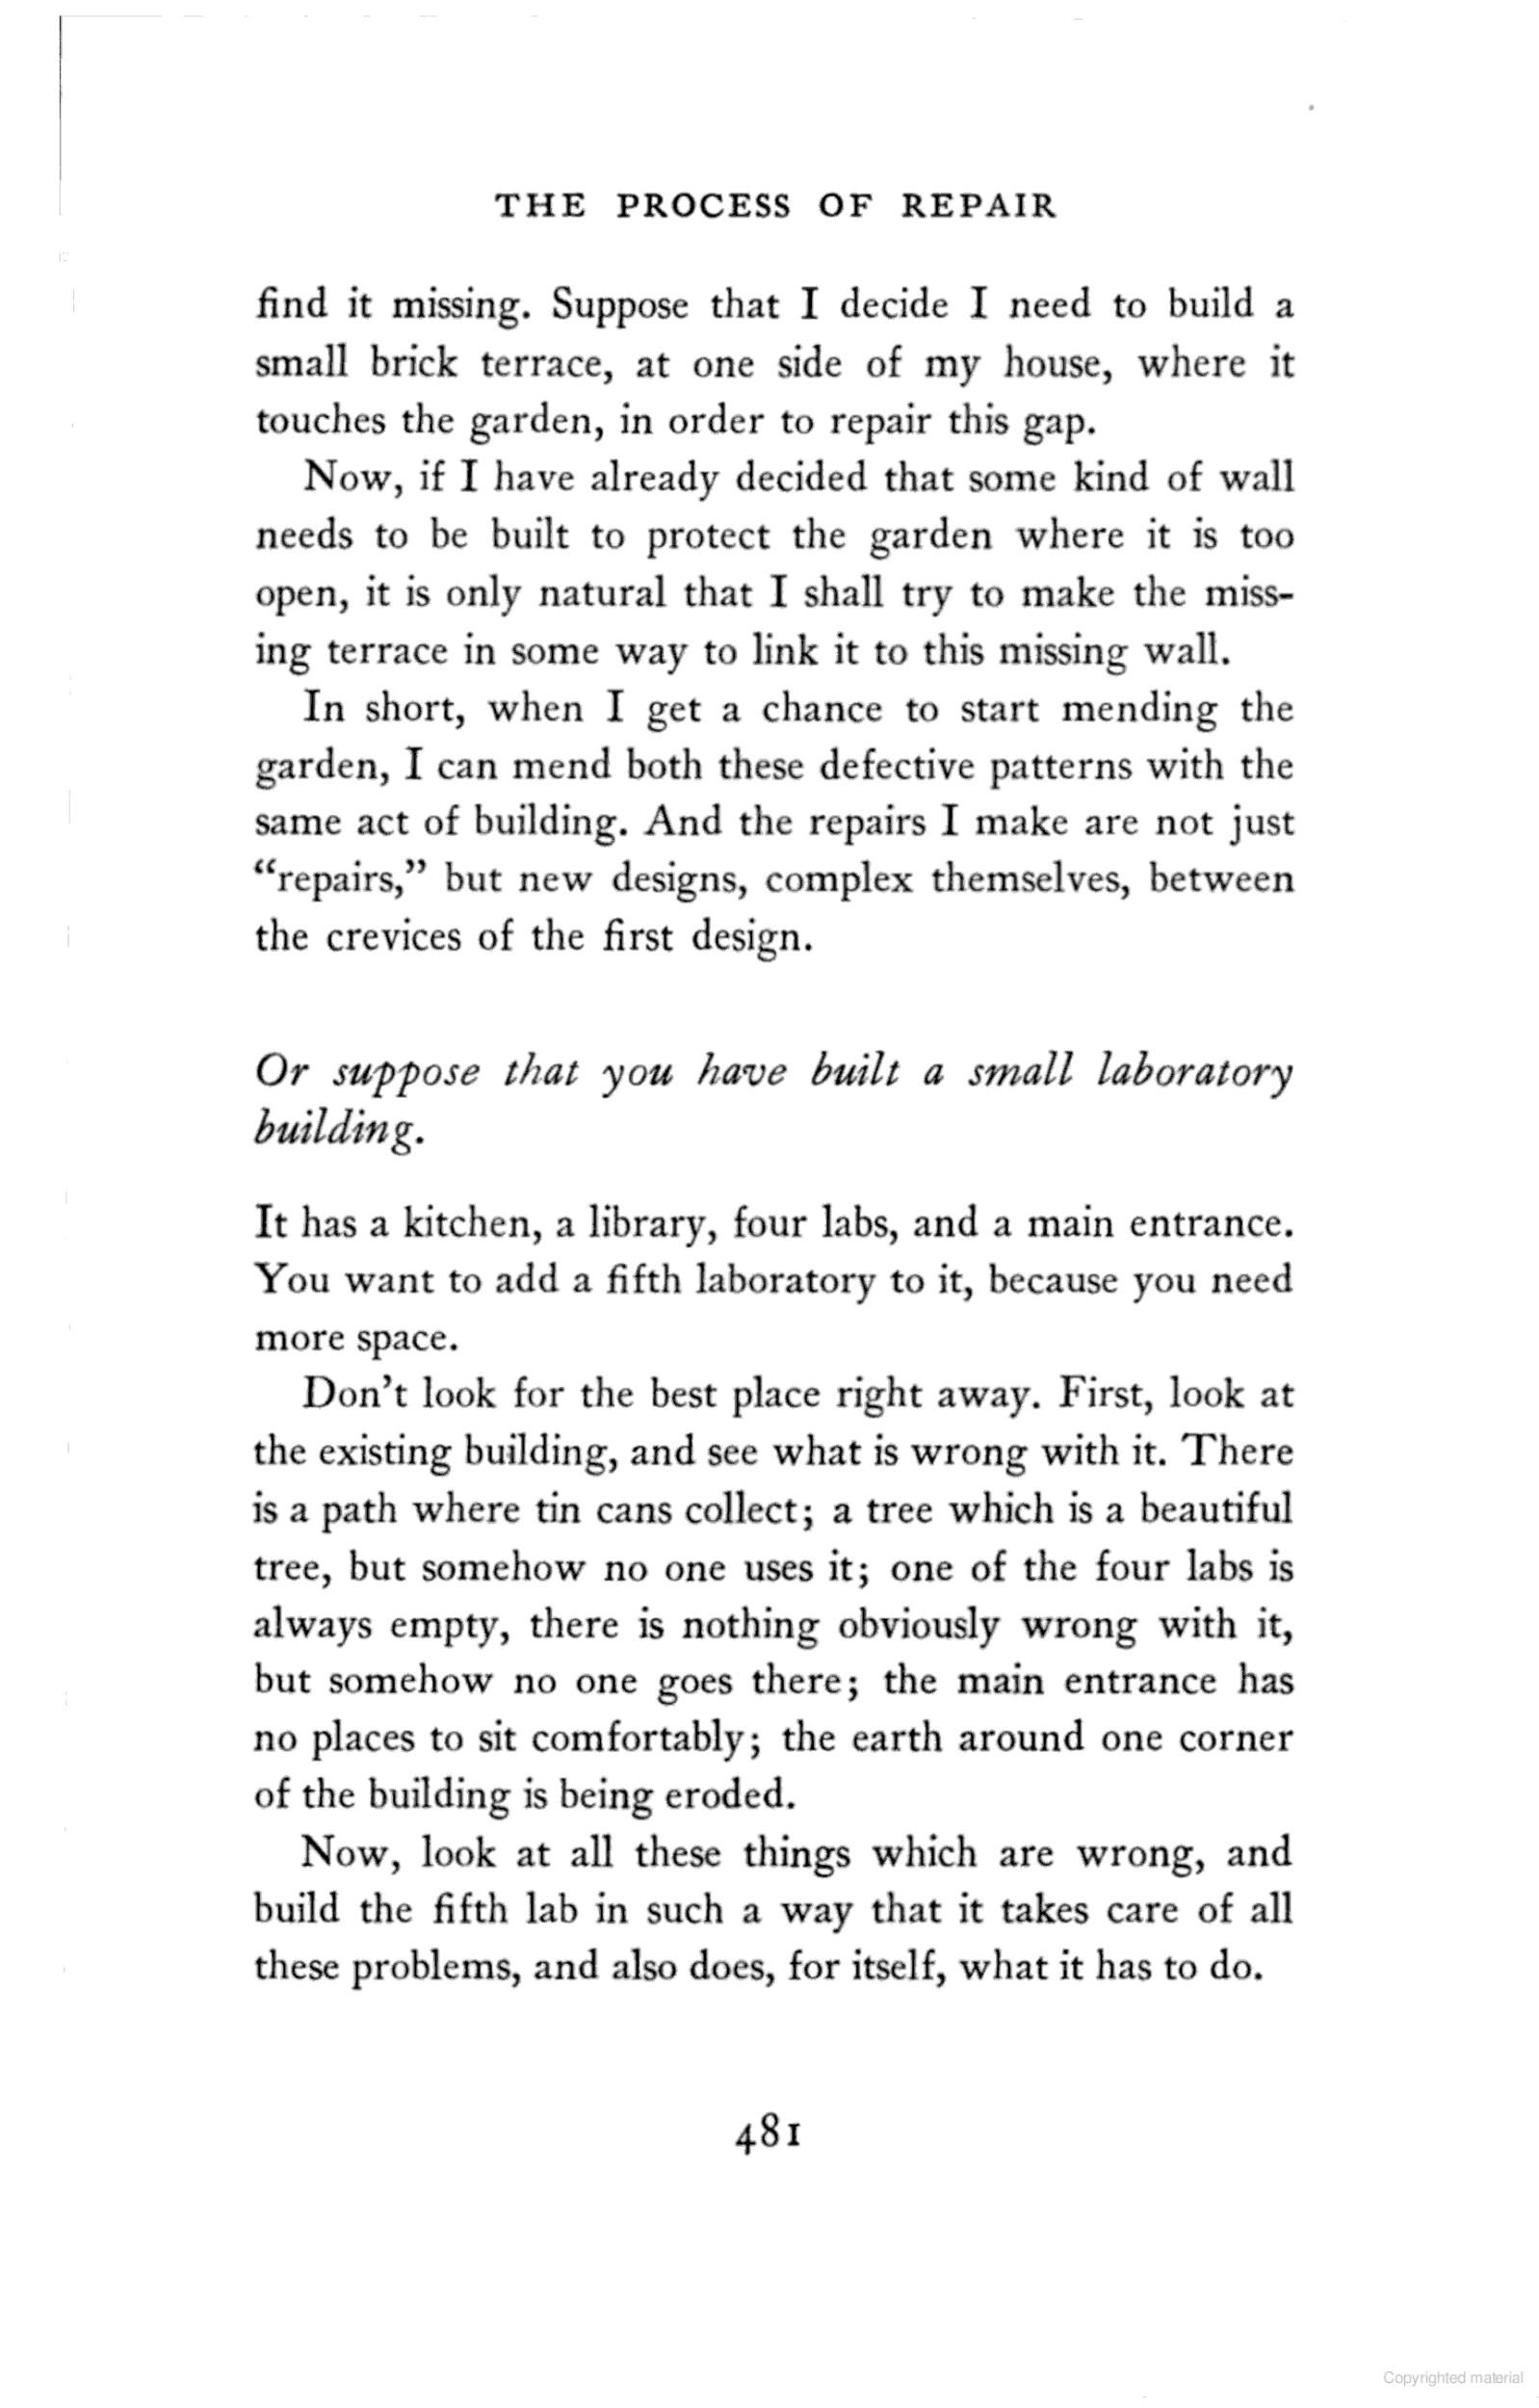 THE PROCESS OF REPAIR
find it missing. Suppose that I decide I need to build a
small brick terrace, at one side of my house, where it
touches the garden, in order to repair this gap.
Now, if I have already decided that some kind of wall
needs to be built to protect the garden where it is too
open, it is only natural that I shall try to make the miss-
ing terrace in some way to link it to this missing wall.
In short, when I get a chance to start mending the
garden, I can mend both these defective patterns with the
same act of building. And the repairs I make are not just
“repairs,” but new designs, complex themselves, between
the crevices of the first design.
Or suppose that you have built a small laboratory
building.
It has a kitchen, a library, four labs, and a main entrance.
You want to add a fifth laboratory to it, because you need
more space.
Don’t look for the best place right away. First, look at
the existing building, and see what is wrong with it. There
is a path where tin cans collect; a tree which is a beautiful
tree, but somehow no one uses it; one of the four labs is
always empty, there is nothing obviously wrong with it,
but somehow no one goes there; the main entrance has
no places to sit comfortably; the earth around one corner
of the building is being eroded.
Now, look at all these things which are wrong, and
build the fifth lab in such a way that it takes care of all
these problems, and also does, for itself, what it has to do.
481
Copyrighted material